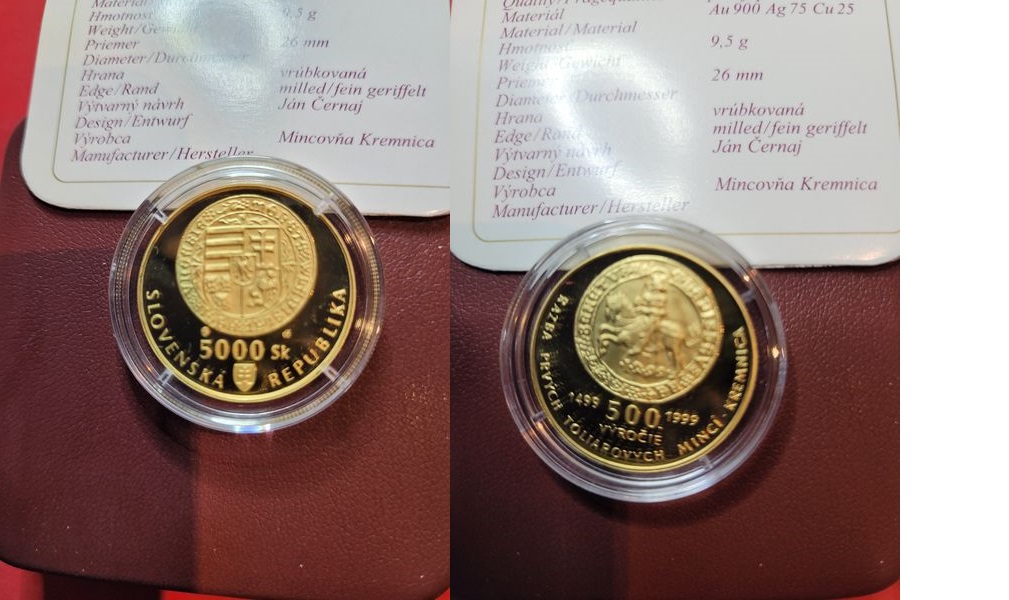 Materiál
Hmotnosť 9,5 g
Weight/Gewicht
Priemer 26 mm
Diameter/Durchmesser
Hrana vrúbkovaná
Edge/Rand milled/fein geriffelt
Výtvarný návrh Ján Černaj
Design/Entwurf
Výrobca Mincovňa Kremnica
Manufacturer/Hersteller
5000 Sk
SLOVENSKÁ REPUBLIKA
Au 900 Ag 75 Cu 25
Materiál
Material/Material
Hmotnosť 9,5 g
Weight/Gewicht
Priemer 26 mm
Diameter/Durchmesser
Hrana vrúbkovaná
Edge/Rand milled/fein geriffelt
Výtvarný návrh Ján Černaj
Design/Entwurf
Výrobca Mincovňa Kremnica
Manufacturer/Hersteller
1499 500. 1999
VÝROČIE
RAZBA PRVÝCH TOLIAROVÝCH MINCÍ · KREMNICA